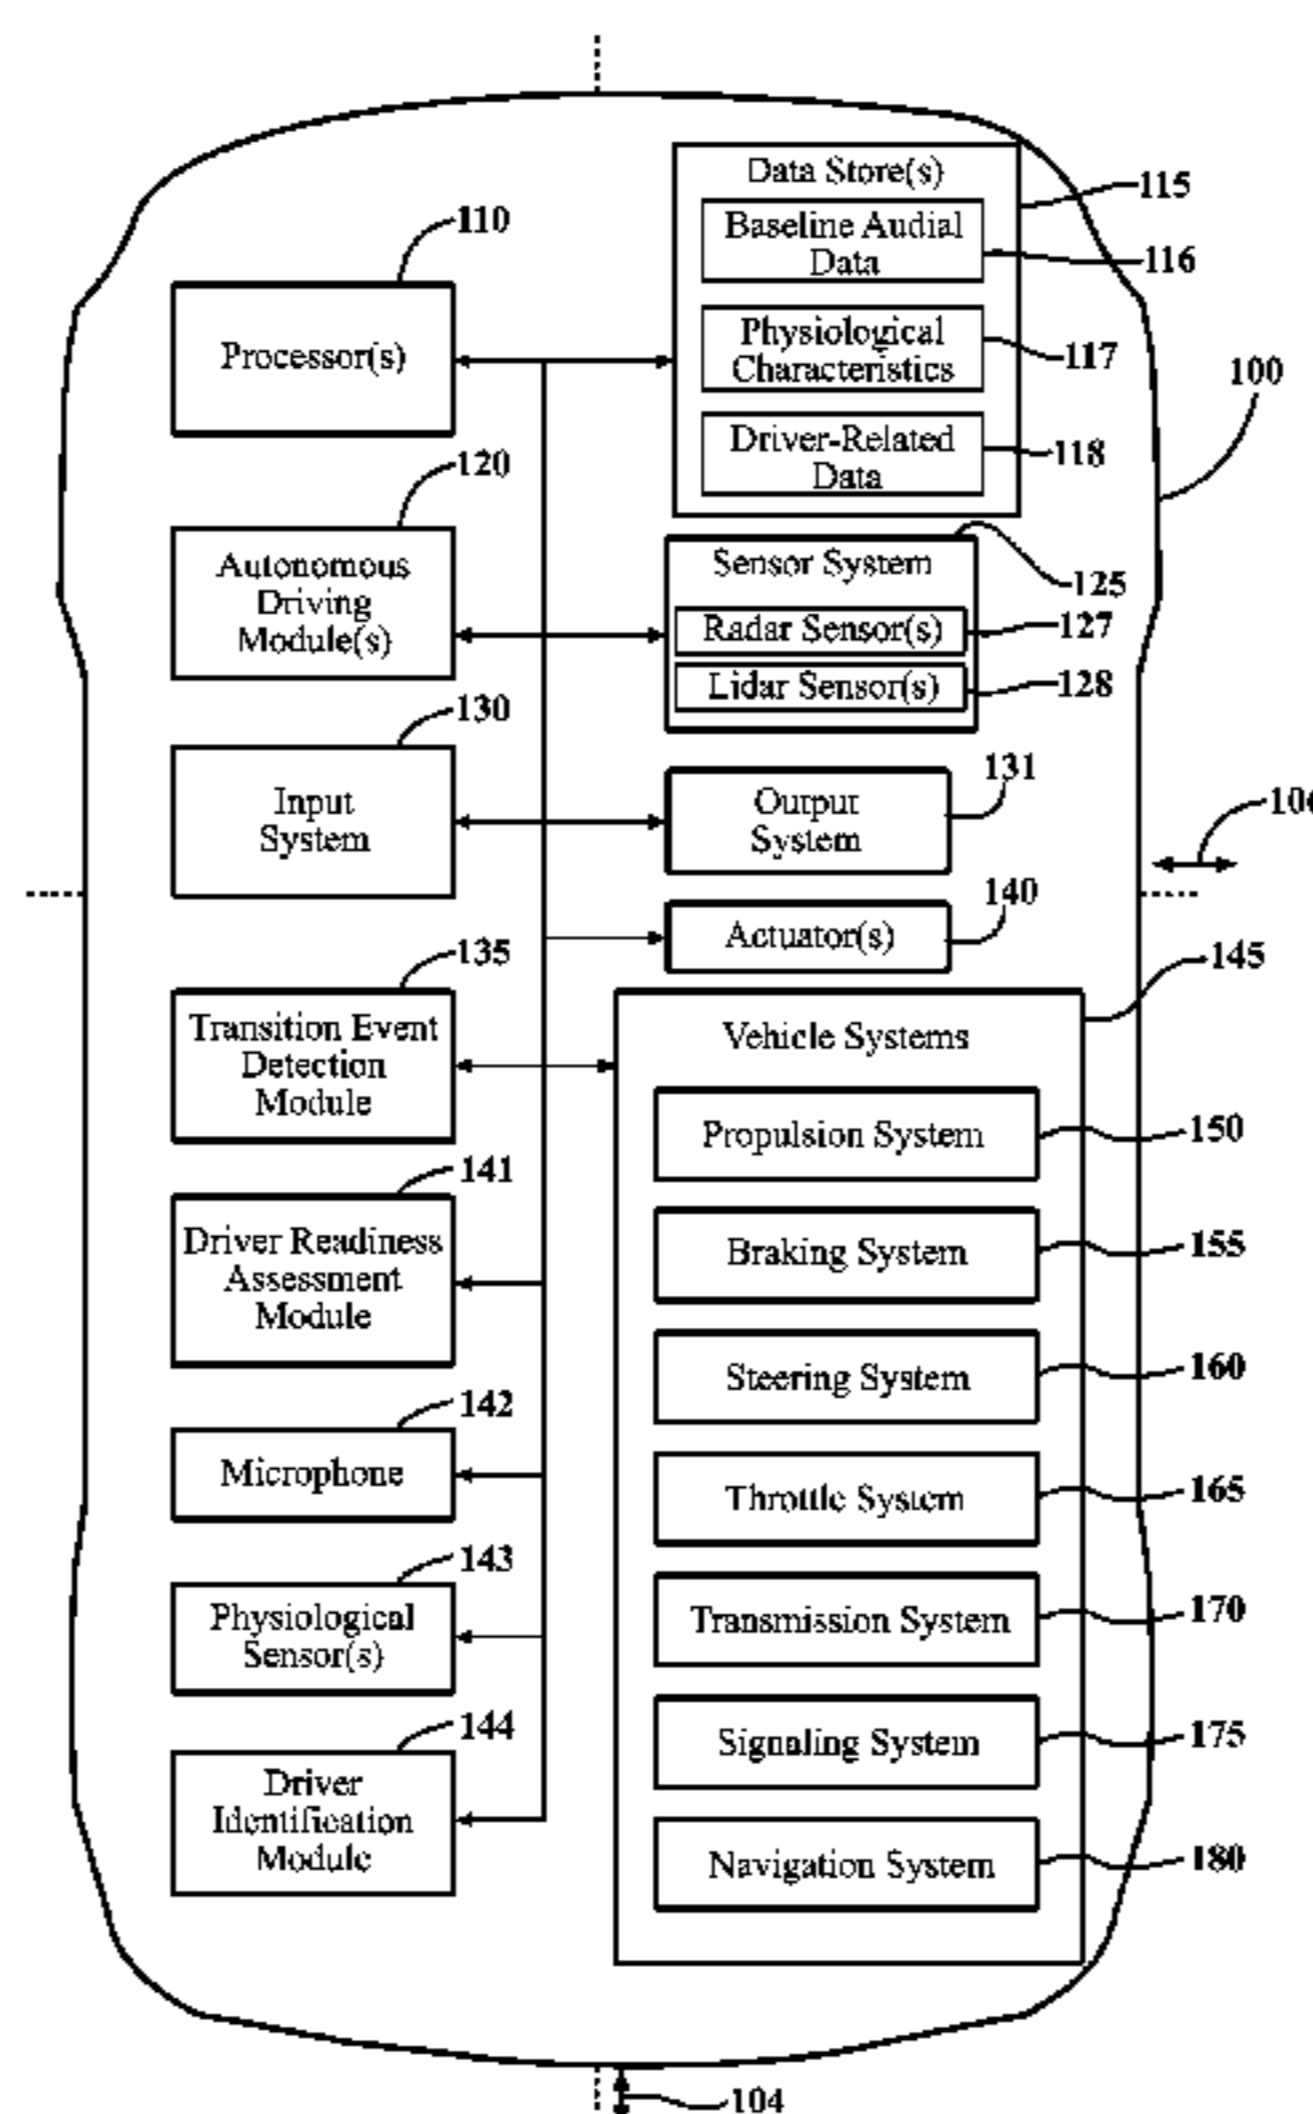 110
Processor(s)
120
Autonomous
Driving
Module(s)
130
Input
System
135
Transition Event
Detection
Module
141
Driver Readiness
Assessment
Module
142
Microphone
143
Physiological
Sensor(s)
144
Driver
Identification
Module
Data Store(s)
115
Baseline Audial
Data
116
Physiological
Characteristics
117
Driver-Related
Data
118
100
Sensor System
125
Radar Sensor(s)
127
Lidar Sensor(s)
128
Output
System
131
106
Actuator(s)
140
145
Vehicle Systems
Propulsion System
150
Braking System
155
Steering System
160
Throttle System
165
Transmission System
170
Signaling System
175
Navigation System
180
104